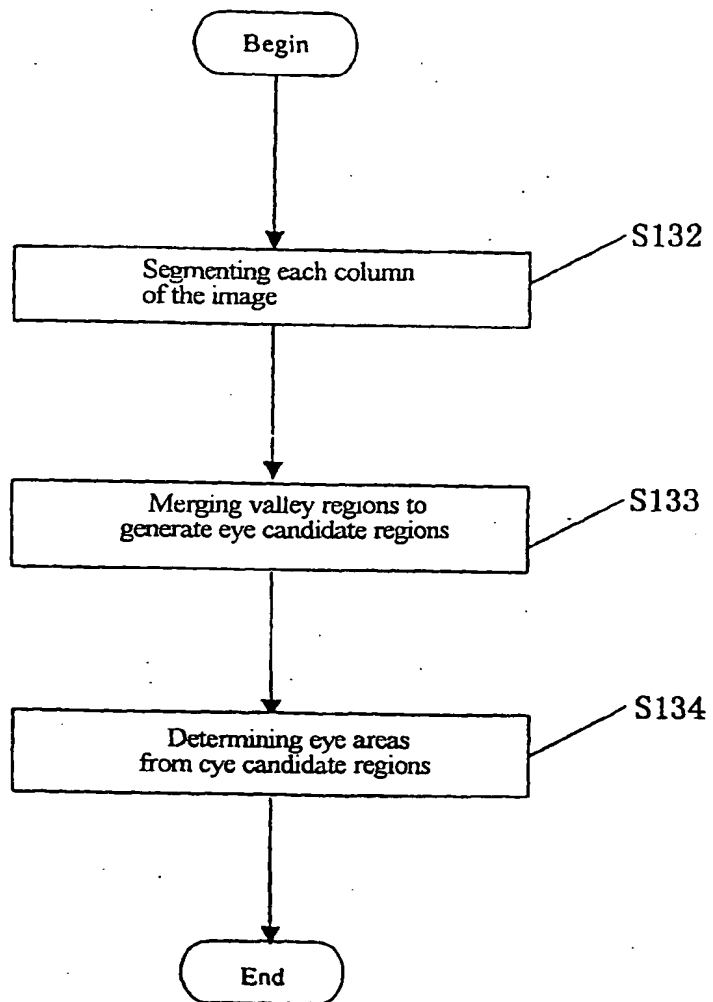 Begin
S132
Segmenting each column
of the image
S133
Merging valley regions to
generate eye candidate regions
S134
Determining eye areas
from eye candidate regions
End